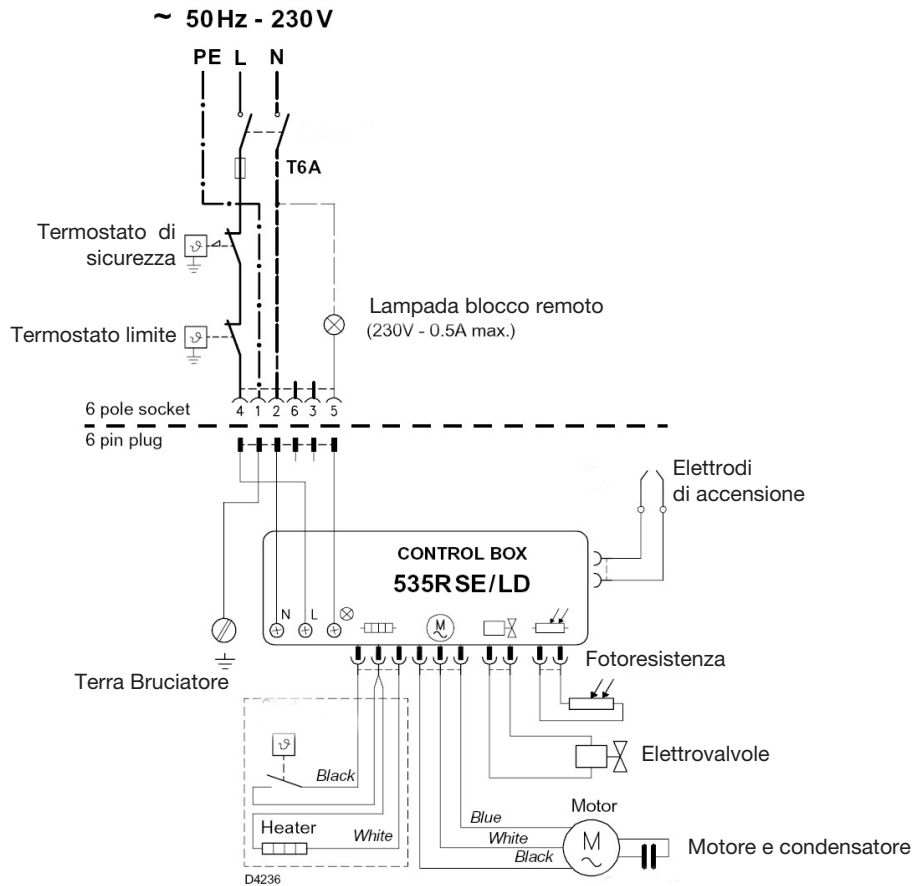 ~ 50Hz - 230V
PE L N
T6A
Termostato di
sicurezza
Termostato limite
Lampada blocco remoto
(230V - 0.5A max.)
6 pole socket
4 1 2 6 3 5
6 pin plug
Elettrodi
di accensione
CONTROL BOX
535R SE/LD
N L
M
Terra Bruciatore
Fotoresistenza
Elettrovalvole
Black
Heater
White
Blue
White
Black
Motor
M
Motore e condensatore
D4236